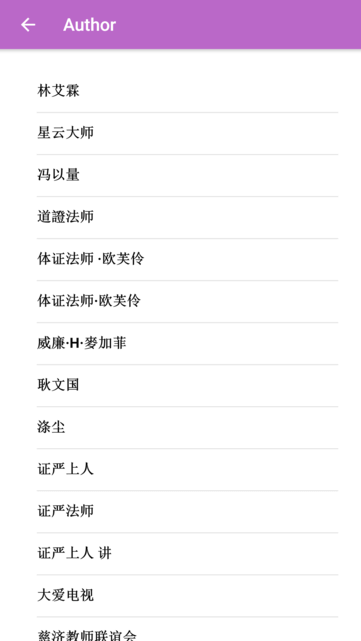 Author
林艾霖
星云大师
冯以量
道證法师
体证法师 ·欧芙伶
体证法师·欧芙伶
威廉·H·麥加菲
耿文国
涤尘
证严上人
证严法师
证严上人 讲
大爱电视
慈济教师联谊会